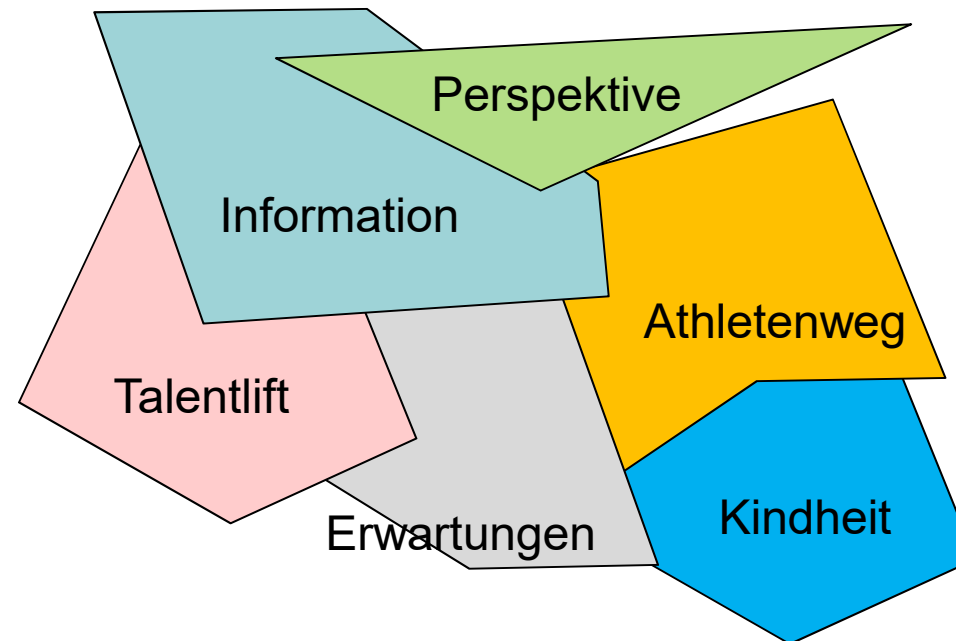 Perspektive
Information
Athletenweg
Talentlift
Kindheit
Erwartungen